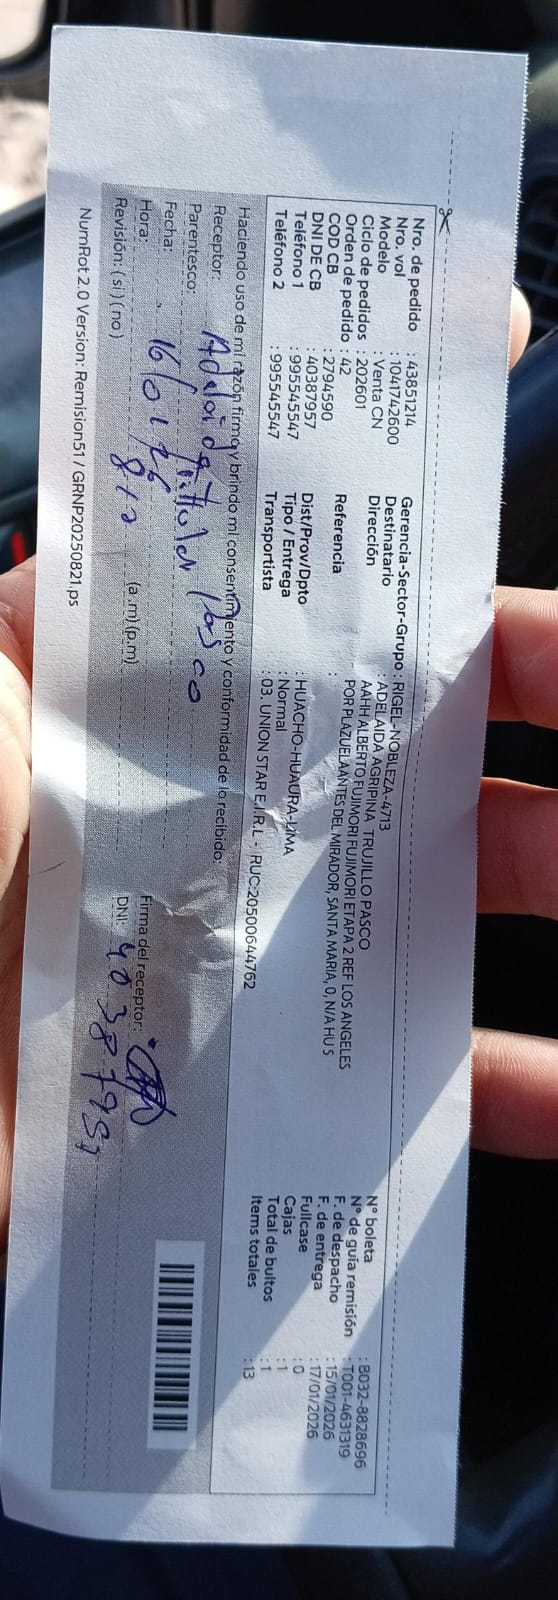 Nro. de pedido : 43851214
Nro. vol : 1041742600
Modelo : Venta CN
Ciclo de pedidos : 202601
Orden de pedido : 42
COD CB : 2794590
DNI DE CB : 40387957
Teléfono 1 : 995545547
Teléfono 2 : 995545547
Gerencia-Sector-Grupo : RIGEL-NOBLEZA-4713
Destinatario : ADELAIDA AGRIPINA TRUJILLO PASCO
Dirección AAHH ALBERTO FUJIMORI FUJIMORI ETAPA 2 REF LOS ANGELES
POR PLAZUELA ANTES DEL MIRADOR, SANTA MARIA, 0, N/A HU S
Referencia :
Dist/Prov/Dpto : HUACHO-HUAURA-LIMA
Tipo / Entrega : Normal
Transportista : 03. UNION STAR E.I.R.L - RUC:20500644762
N° boleta : B032-8828696
N° de guía remisión : T001-4631319
F. de despacho : 15/01/2026
F. de entrega : 17/01/2026
Fullcase : 0
Cajas : 1
Total de bultos : 1
Items totales : 13
Haciendo uso de mi razón firmo y brindo mi consentimiento y conformidad de lo recibido:
Receptor: Adelaida Pasco
Parentesco: titular
Fecha: 16/01/26
Hora: (a.m) (p.m)
Revisión: ( si ) ( no )
Firma del receptor:
DNI: 40387957
NumRot 2.0 Version: Remision51 / GRNP20250821.ps